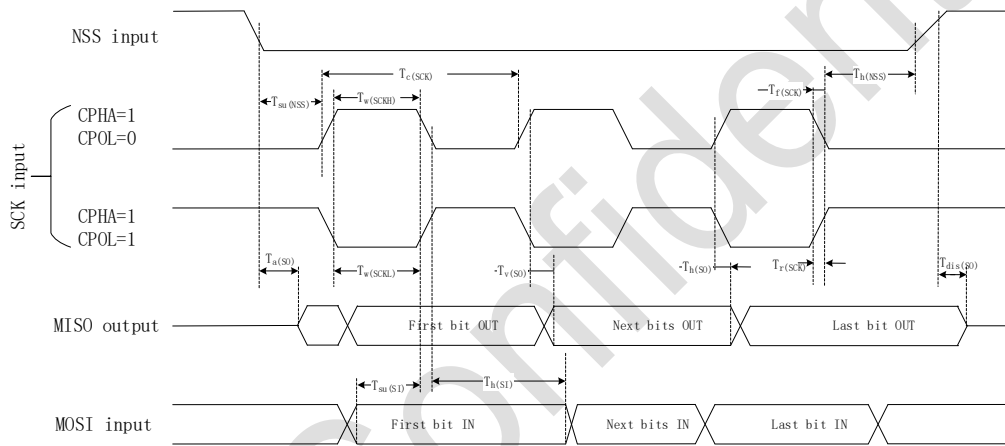 NSS input
Tc(SCK)
Th(NSS)
Tsu(NSS)
Tw(SCKH)
Tf(SCK)
CPHA=1
CPOL=0
SCK input
CPHA=1
CPOL=1
Ta(SO)
Tw(SCKL)
Tv(SO)
Th(SO)
Tr(SCK)
Tdis(SO)
MISO output
First bit OUT
Next bits OUT
Last bit OUT
Tsu(SI)
Th(SI)
MOSI input
First bit IN
Next bits IN
Last bit IN